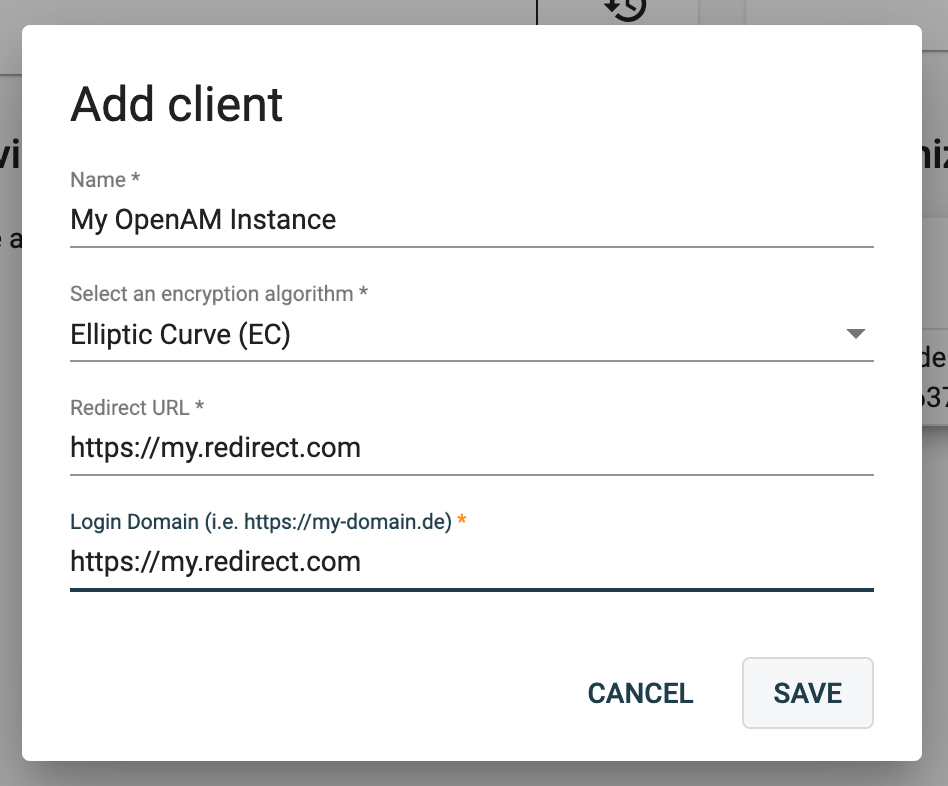 Add client
Name *
My OpenAM Instance
Select an encryption algorithm *
Elliptic Curve (EC)
Redirect URL *
https://my.redirect.com
Login Domain (i.e. https://my-domain.de) *
https://my.redirect.com
CANCEL
SAVE